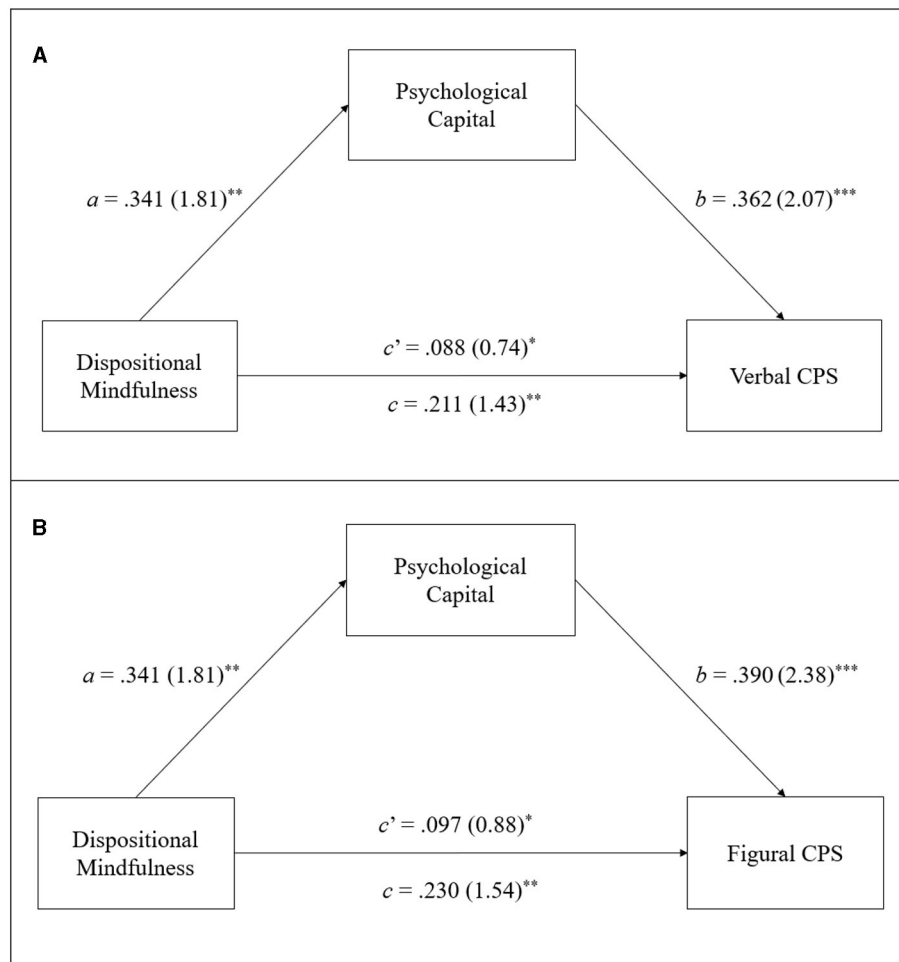 A
Psychological
Capital
a = .341 (1.81)**
b = .362 (2.07)***
Dispositional
Mindfulness
c’ = .088 (0.74)*
c = .211 (1.43)**
Verbal CPS
B
Psychological
Capital
a = .341 (1.81)**
b = .390 (2.38)***
Dispositional
Mindfulness
c’ = .097 (0.88)*
c = .230 (1.54)**
Figural CPS